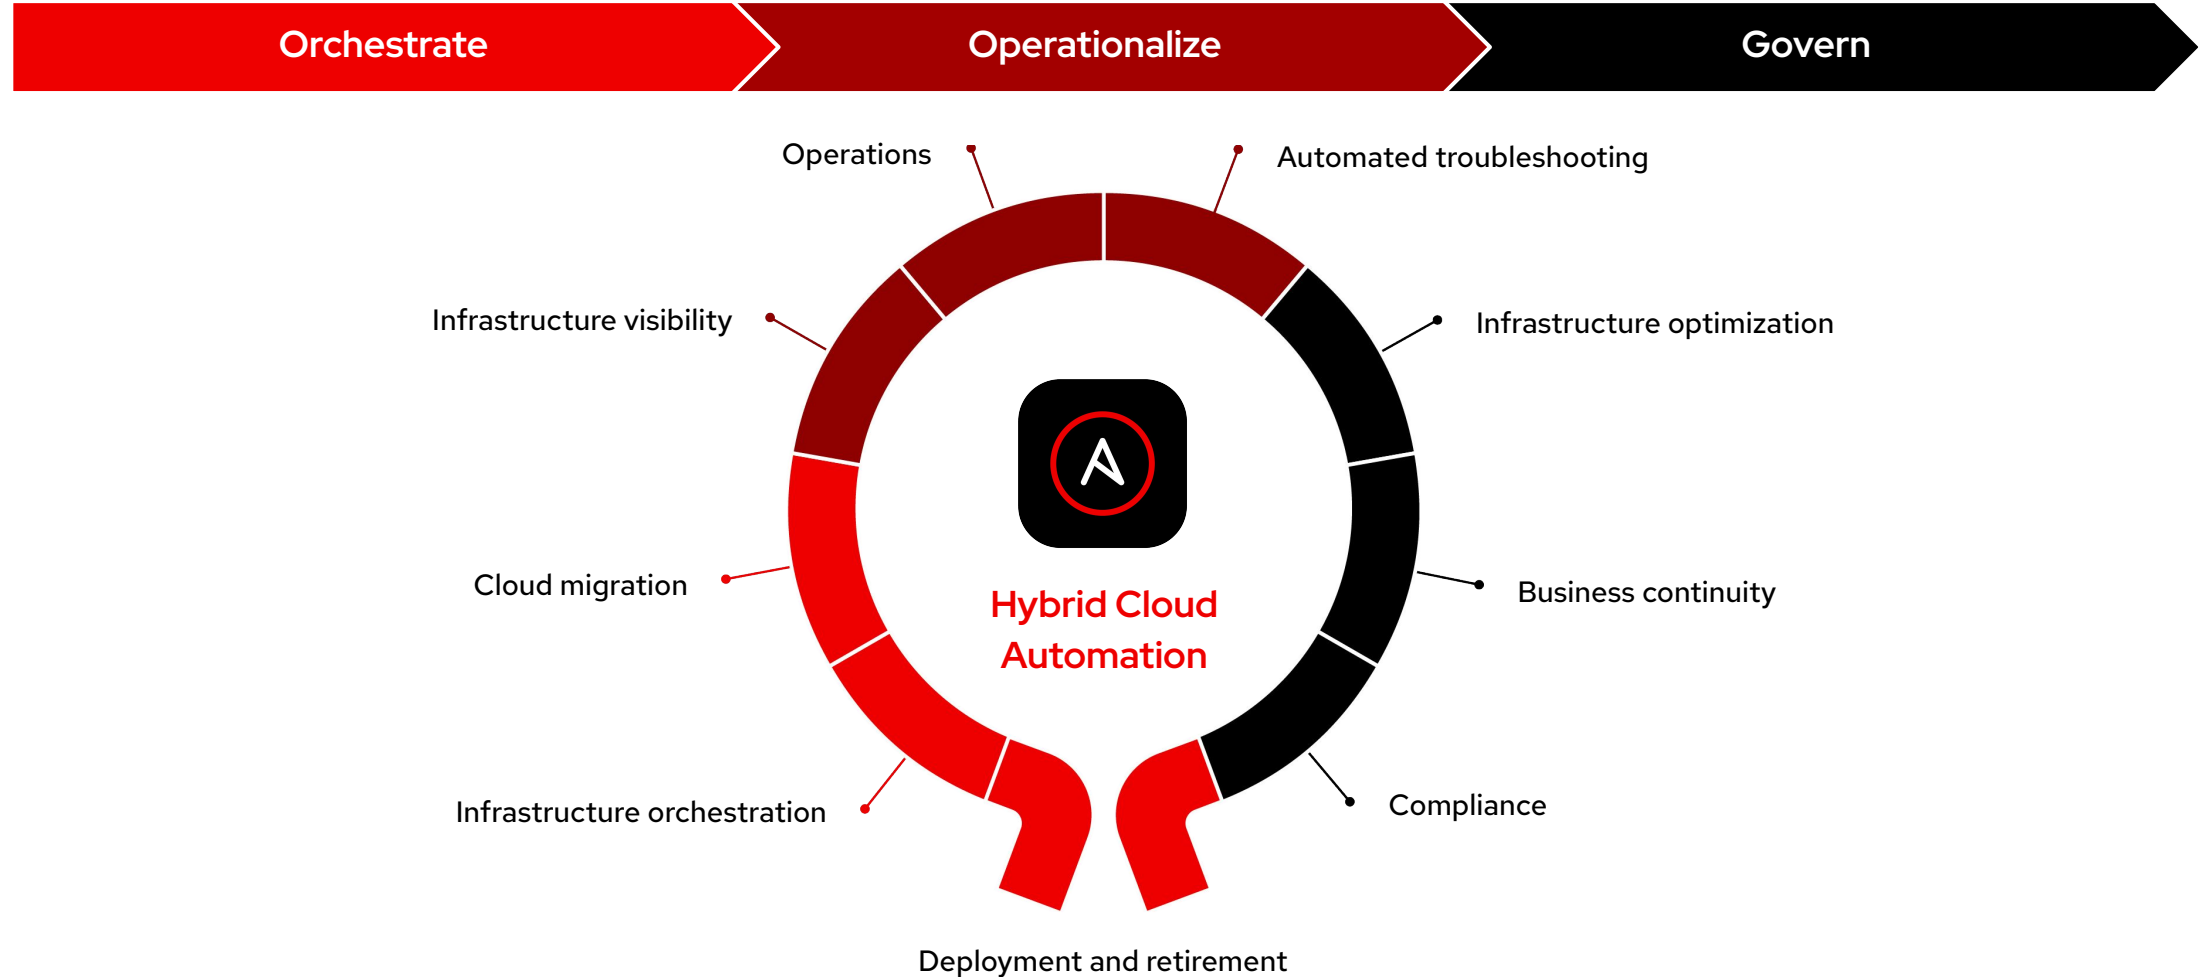 Orchestrate
Operationalize
Govern
Operations
Automated troubleshooting
Infrastructure visibility
Infrastructure optimization
Cloud migration
Hybrid Cloud
Automation
Business continuity
Infrastructure orchestration
Compliance
Deployment and retirement